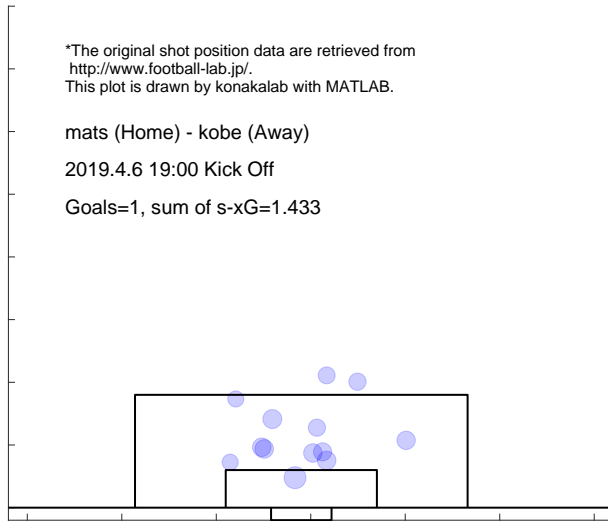 *The original shot position data are retrieved from
http://www.football-lab.jp/.
This plot is drawn by konakalab with MATLAB.
mats (Home) - kobe (Away)
2019.4.6 19:00 Kick Off
Goals=1, sum of s-xG=1.433